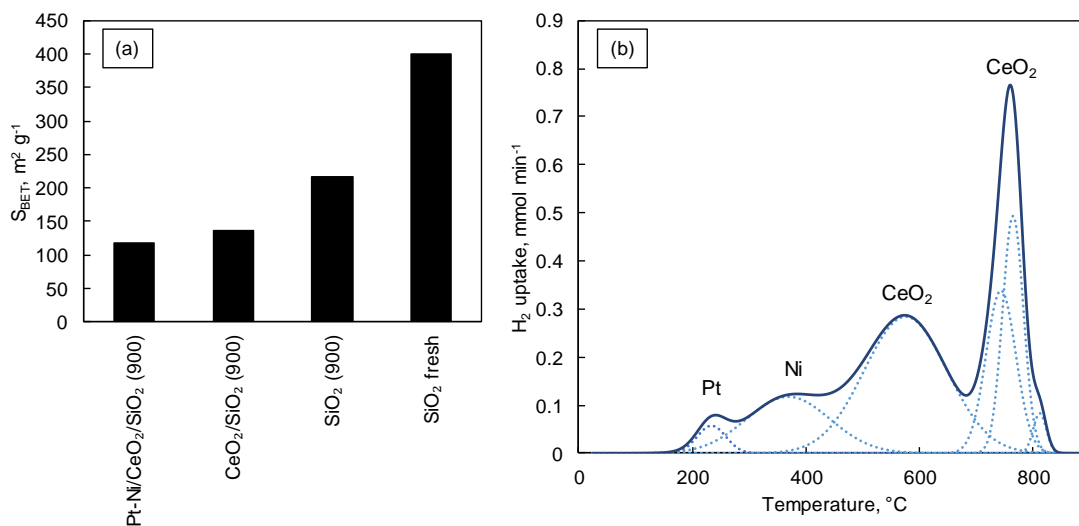 (a)
450
400
350
300
250
200
150
100
50
0
S_BET, m² g⁻¹
Pt-Ni/CeO₂/SiO₂ (900)
CeO₂/SiO₂ (900)
SiO₂ (900)
SiO₂ fresh
(b)
0.9
0.8
0.7
0.6
0.5
0.4
0.3
0.2
0.1
0
H₂ uptake, mmol min⁻¹
Pt
Ni
CeO₂
CeO₂
0 200 400 600 800
Temperature, °C